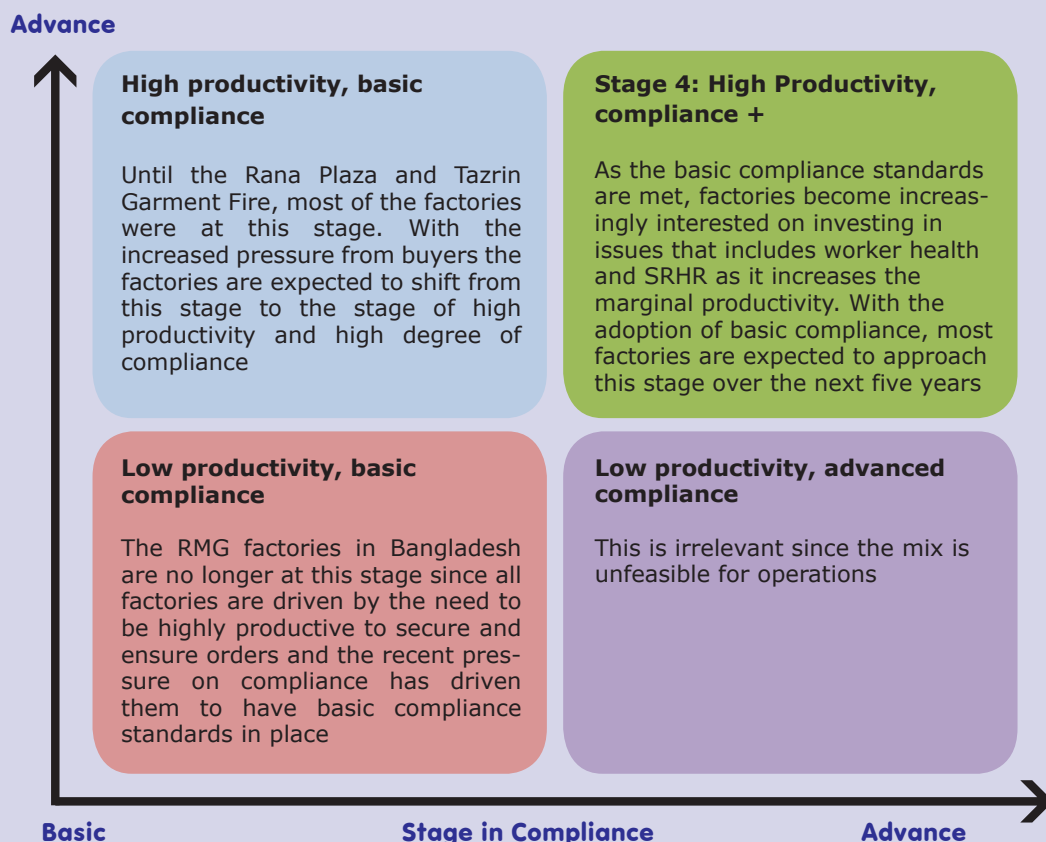 Advance
High productivity, basic
compliance
Until the Rana Plaza and Tazrin
Garment Fire, most of the factories
were at this stage. With the
increased pressure from buyers the
factories are expected to shift from
this stage to the stage of high
productivity and high degree of
compliance
Stage 4: High Productivity,
compliance +
As the basic compliance standards
are met, factories become increas-
ingly interested on investing in
issues that includes worker health
and SRHR as it increases the
marginal productivity. With the
adoption of basic compliance, most
factories are expected to approach
this stage over the next five years
Low productivity, basic
compliance
The RMG factories in Bangladesh
are no longer at this stage since all
factories are driven by the need to
be highly productive to secure and
ensure orders and the recent pres-
sure on compliance has driven
them to have basic compliance
standards in place
Low productivity, advanced
compliance
This is irrelevant since the mix is
unfeasible for operations
Basic
Stage in Compliance
Advance